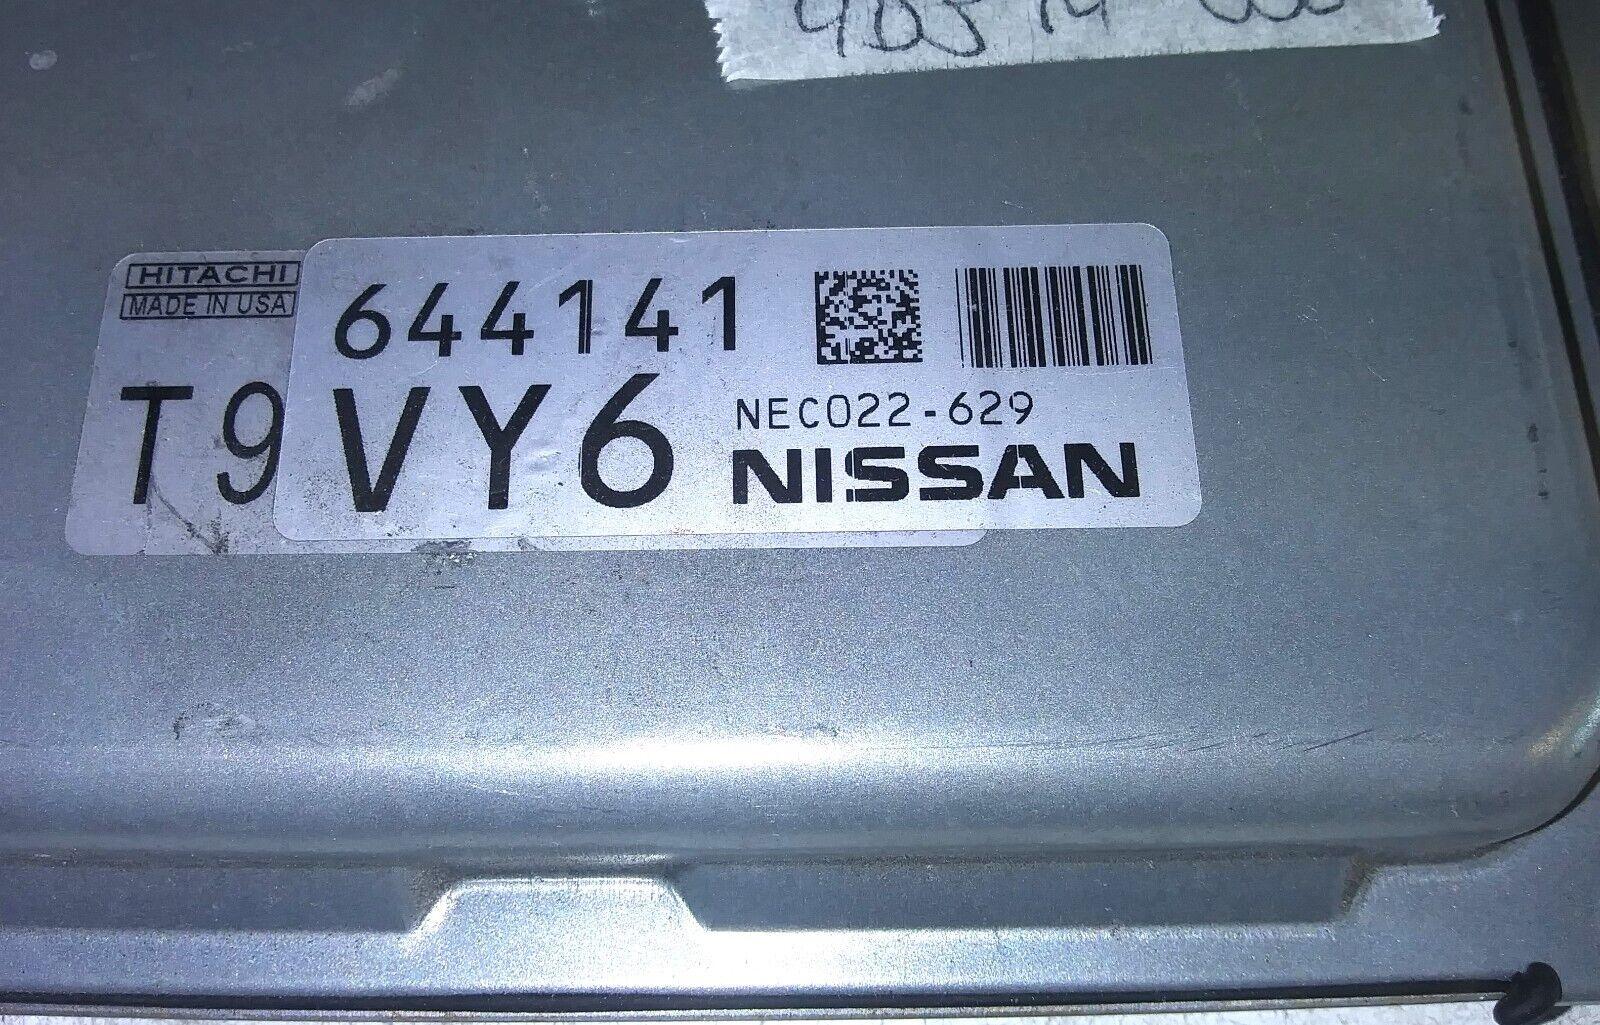 HITACHI
MADE IN USA
644141
T9
VY6
NEC022-629
NISSAN